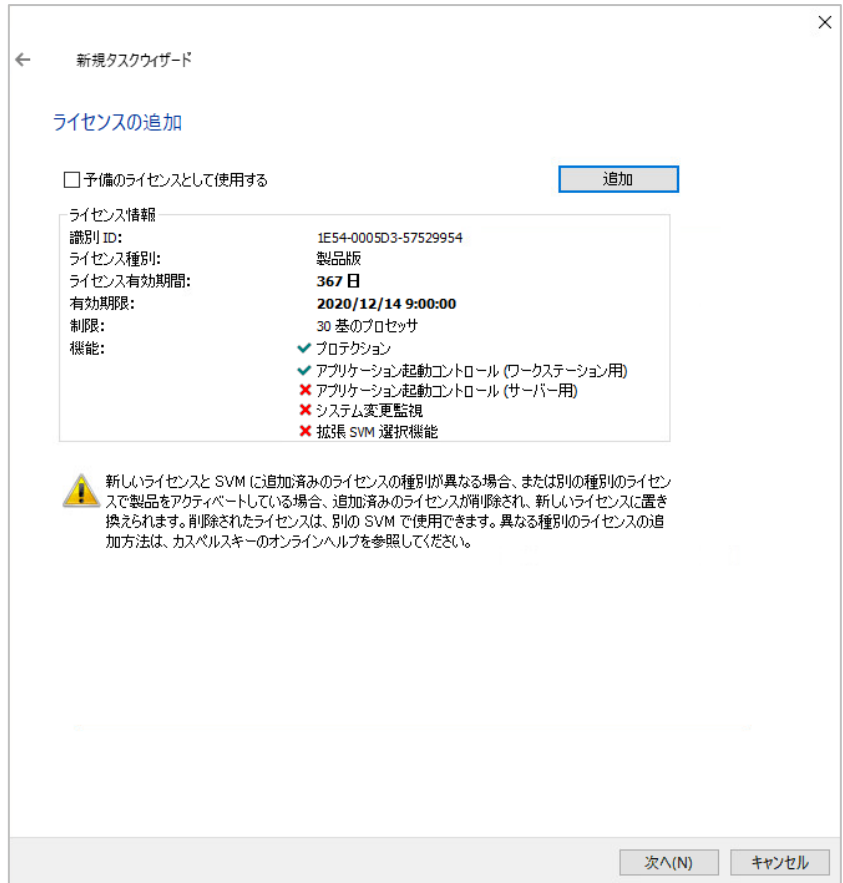 新規タスクウィザード
ライセンスの追加
予備のライセンスとして使用する
追加
ライセンス情報
識別 ID: 1E54-0005D3-57529954
ライセンス種別: 製品版
ライセンス有効期間: 367 日
有効期限: 2020/12/14 9:00:00
制限: 30 基のプロセッサ
機能: プロテクション
アプリケーション起動コントロール (ワークステーション用)
アプリケーション起動コントロール (サーバー用)
システム変更監視
拡張 SVM 選択機能
新しいライセンスと SVM に追加済みのライセンスの種別が異なる場合、または別の種別のライセン
スで製品をアクティベートしている場合、追加済みのライセンスが削除され、新しいライセンスに置き
換えられます。削除されたライセンスは、別の SVM で使用できます。異なる種別のライセンスの追
加方法は、カスペルスキーのオンラインヘルプを参照してください。
次へ(N)
キャンセル